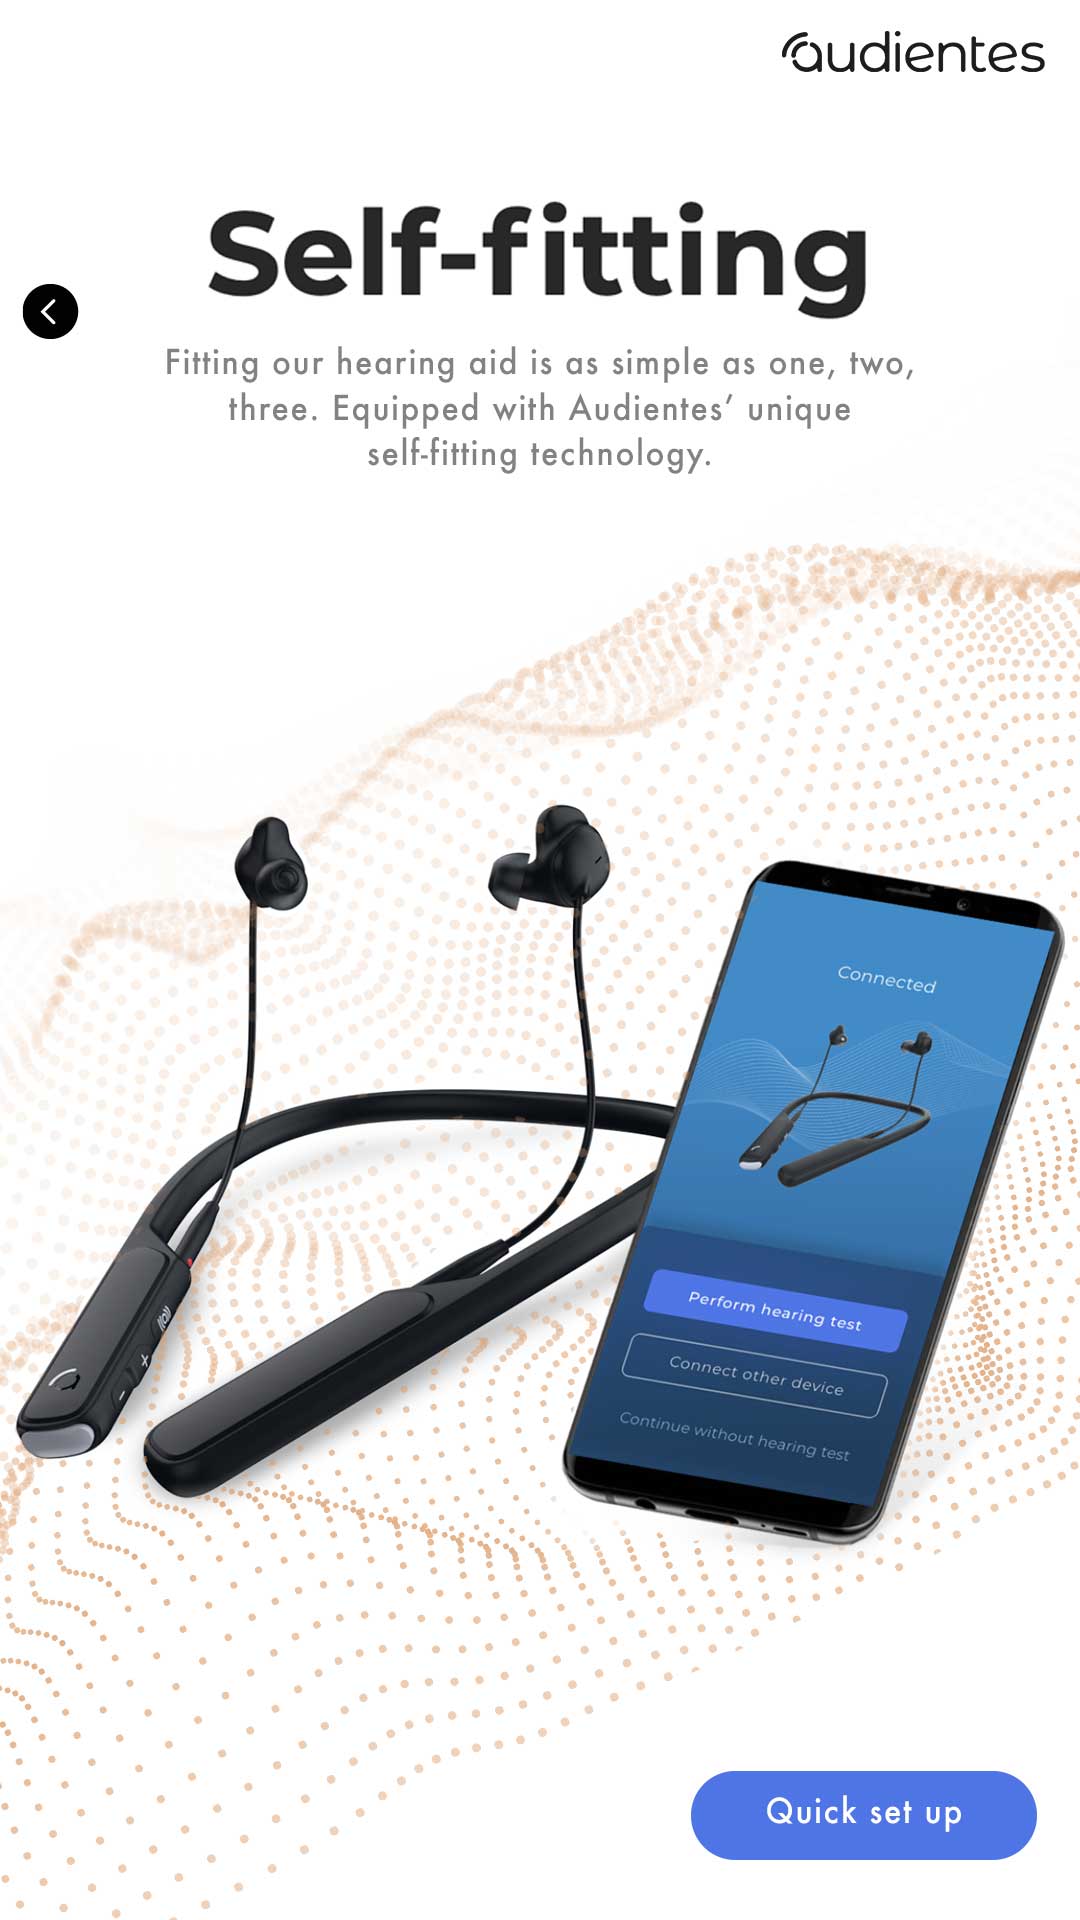 audientes
Self-fitting
Fitting our hearing aid is as simple as one, two,
three. Equipped with Audientes’ unique
self-fitting technology.
Connected
Perform hearing test
Connect other device
Continue without hearing test
+
-
Quick set up